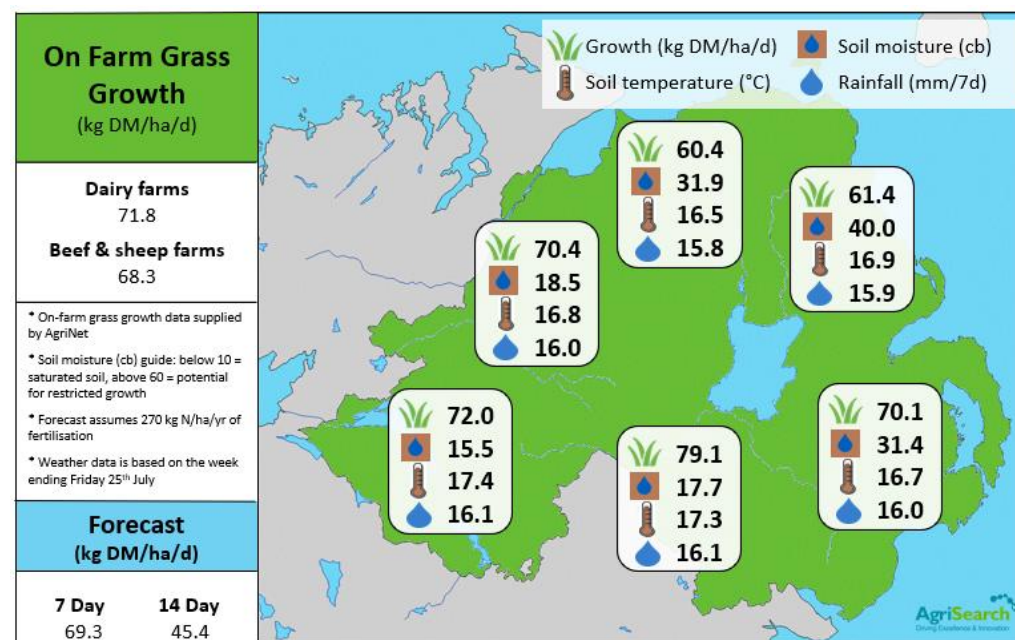 On Farm Grass
Growth
(kg DM/ha/d)
Dairy farms
71.8
Beef & sheep farms
68.3
* On-farm grass growth data supplied
by AgriNet
* Soil moisture (cb) guide: below 10 =
saturated soil, above 60 = potential
for restricted growth
* Forecast assumes 270 kg N/ha/yr of
fertilisation
* Weather data is based on the week
ending Friday 25th July
Forecast
(kg DM/ha/d)
7 Day 14 Day
69.3 45.4
Growth (kg DM/ha/d) Soil moisture (cb)
Soil temperature (°C) Rainfall (mm/7d)
60.4
31.9
16.5
15.8
61.4
40.0
16.9
15.9
70.4
18.5
16.8
16.0
72.0
15.5
17.4
16.1
79.1
17.7
17.3
16.1
70.1
31.4
16.7
16.0
AgriSearch
Driving Excellence & Innovation